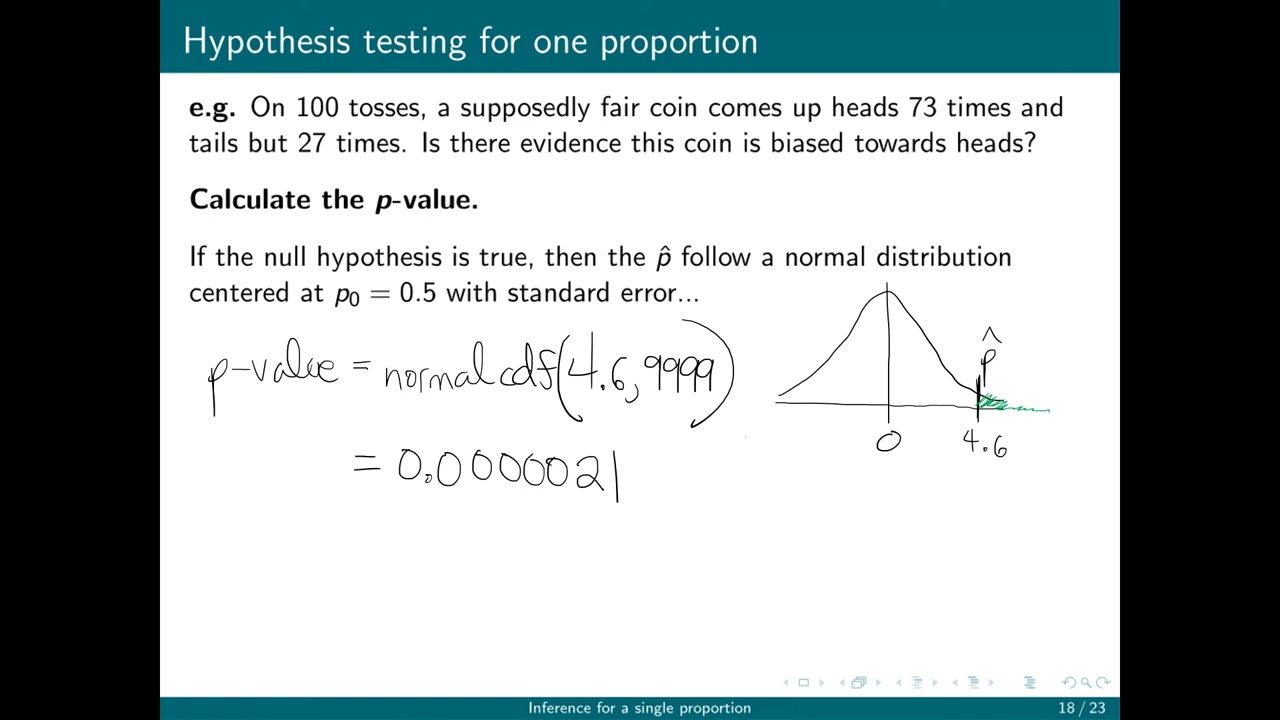 Hypothesis testing for one proportion
e.g. On 100 tosses, a supposedly fair coin comes up heads 73 times and
tails but 27 times. Is there evidence this coin is biased towards heads?
Calculate the p-value.
If the null hypothesis is true, then the p̂ follow a normal distribution
centered at p₀ = 0.5 with standard error...
p-value = normalcdf(4.6, 9999)
= 0.0000021
p̂
0 4.6
Inference for a single proportion 18 / 23